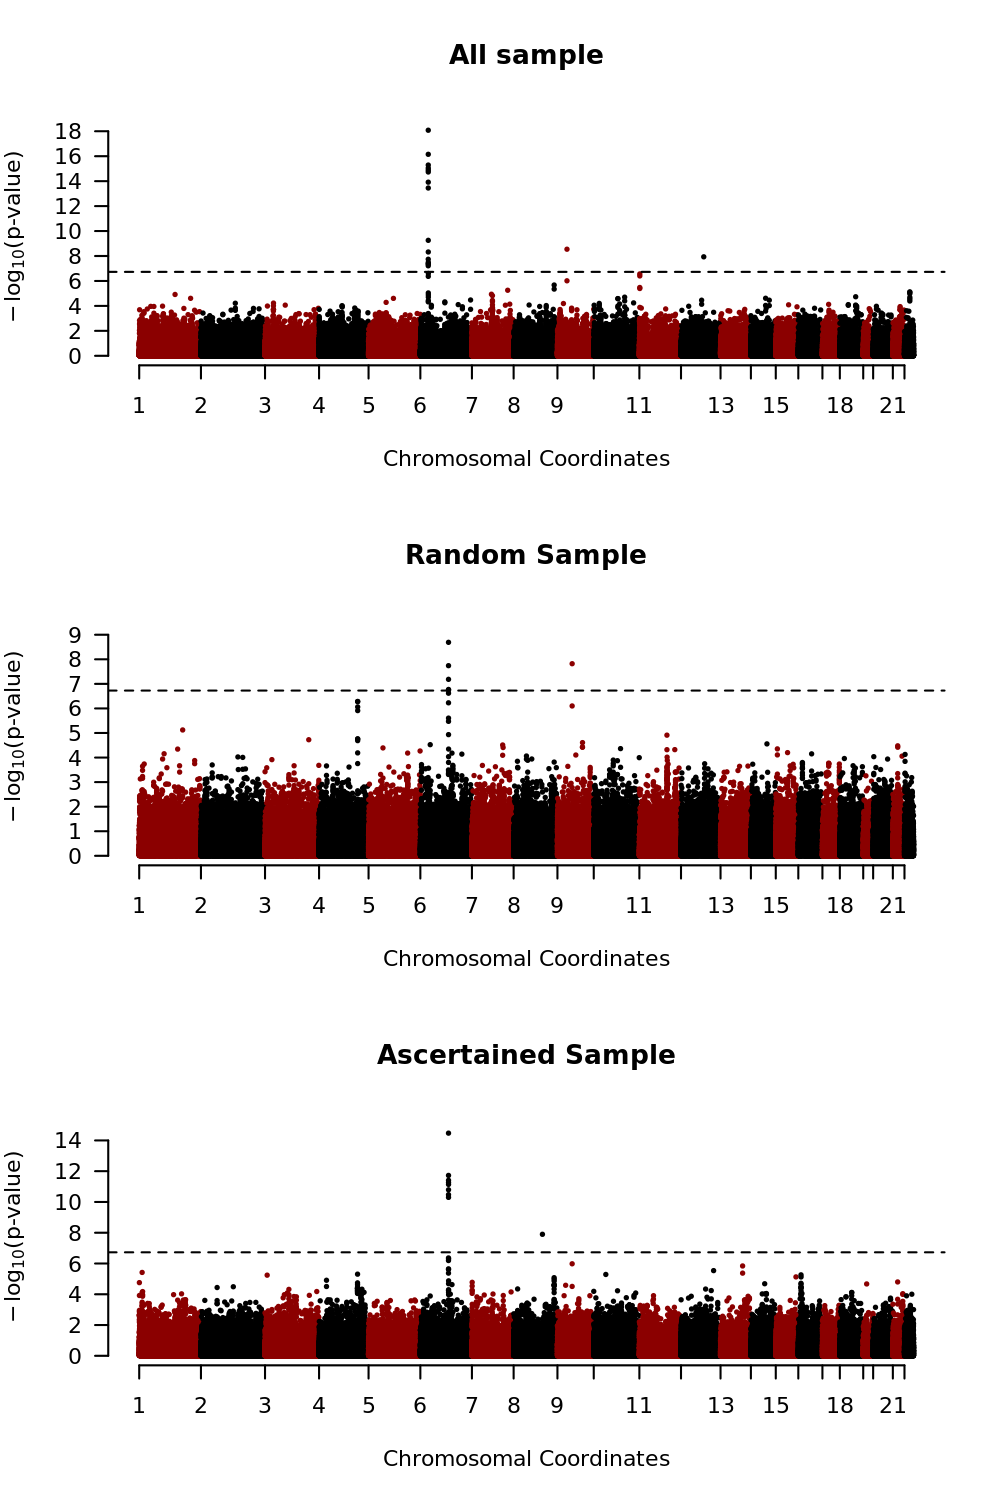 All sample
18
16
14
12
10
8
6
4
2
0
− log10(p-value)
1 2 3 4 5 6 7 8 9 11 13 15 18 21
Chromosomal Coordinates
Random Sample
9
8
7
6
5
4
3
2
1
0
− log10(p-value)
1 2 3 4 5 6 7 8 9 11 13 15 18 21
Chromosomal Coordinates
Ascertained Sample
14
12
10
8
6
4
2
0
− log10(p-value)
1 2 3 4 5 6 7 8 9 11 13 15 18 21
Chromosomal Coordinates